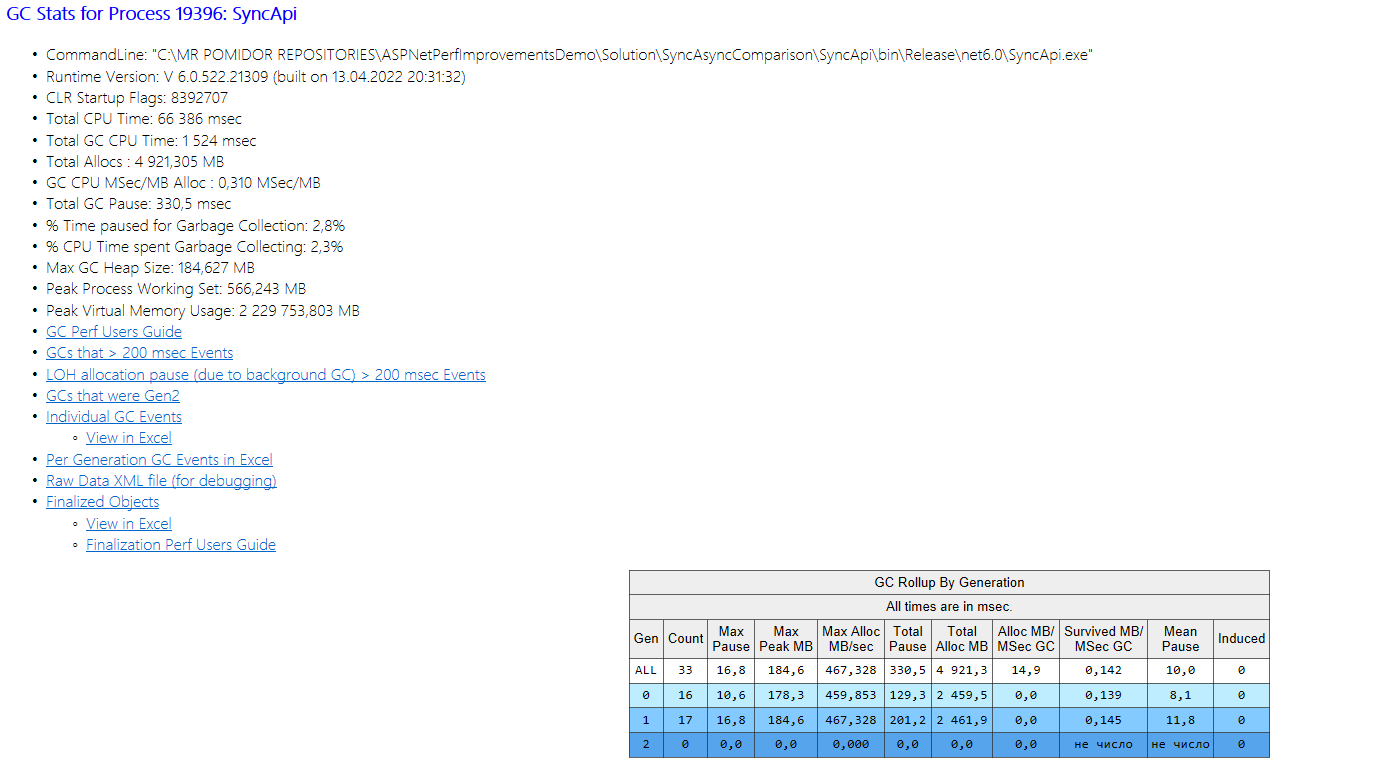 GC Stats for Process 19396: SyncApi
• CommandLine: "C:\MR POMIDOR REPOSITORIES\ASPNetPerfImprovementsDemo\Solution\SyncAsyncComparison\SyncApi\bin\Release\net6.0\SyncApi.exe"
• Runtime Version: V 6.0.522.21309 (built on 13.04.2022 20:31:32)
• CLR Startup Flags: 8392707
• Total CPU Time: 66 386 msec
• Total GC CPU Time: 1 524 msec
• Total Allocs : 4 921,305 MB
• GC CPU MSec/MB Alloc : 0,310 MSec/MB
• Total GC Pause: 330,5 msec
• % Time paused for Garbage Collection: 2,8%
• % CPU Time spent Garbage Collecting: 2,3%
• Max GC Heap Size: 184,627 MB
• Peak Process Working Set: 566,243 MB
• Peak Virtual Memory Usage: 2 229 753,803 MB
• GC Perf Users Guide
• GCs that > 200 msec Events
• LOH allocation pause (due to background GC) > 200 msec Events
• GCs that were Gen2
• Individual GC Events
◦ View in Excel
• Per Generation GC Events in Excel
• Raw Data XML file (for debugging)
• Finalized Objects
◦ View in Excel
◦ Finalization Perf Users Guide
GC Rollup By Generation
All times are in msec.
Gen Count Max Pause Max Peak MB Max Alloc MB/sec Total Pause Total Alloc MB Alloc MB/ MSec GC Survived MB/ MSec GC Mean Pause Induced
ALL 33 16,8 184,6 467,328 330,5 4 921,3 14,9 0,142 10,0 0
0 16 10,6 178,3 459,853 129,3 2 459,5 0,0 0,139 8,1 0
1 17 16,8 184,6 467,328 201,2 2 461,9 0,0 0,145 11,8 0
2 0 0,0 0,0 0,000 0,0 0,0 0,0 не число не число 0